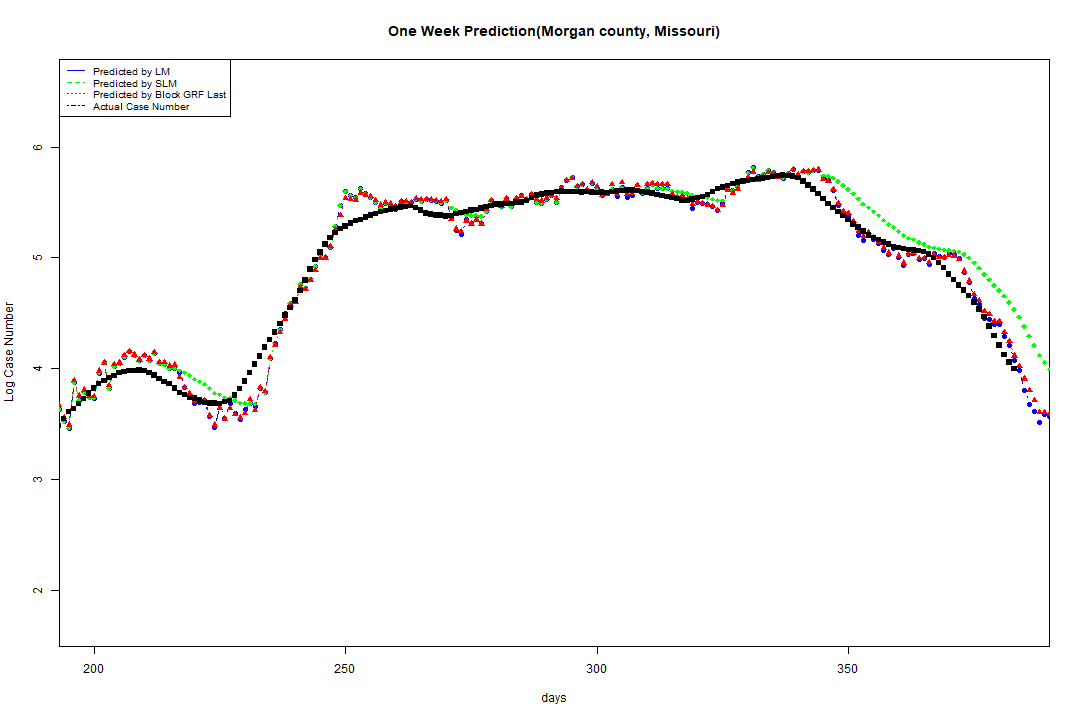 One Week Prediction(Morgan county, Missouri)
Predicted by LM
Predicted by SLM
Predicted by Block GRF Last
Actual Case Number
6
5
4
3
2
Log Case Number
200 250 300 350
days